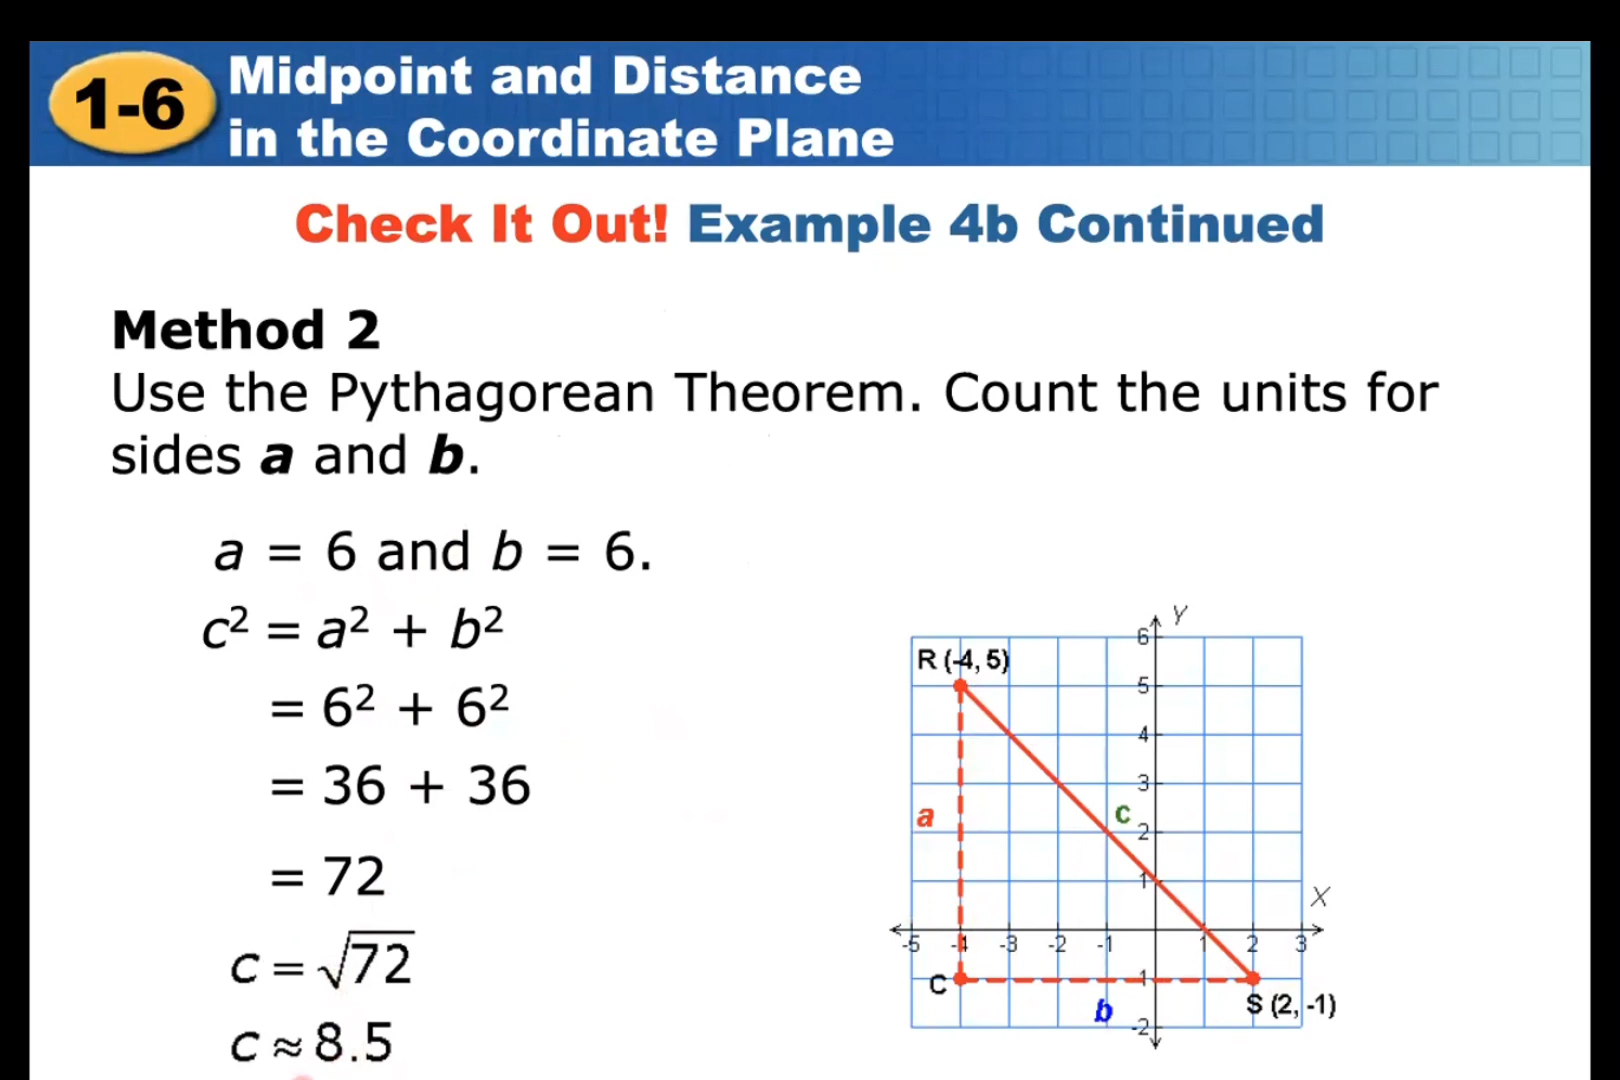 1-6
Midpoint and Distance
in the Coordinate Plane
Check It Out! Example 4b Continued
Method 2
Use the Pythagorean Theorem. Count the units for
sides a and b.
a = 6 and b = 6.
c² = a² + b²
= 6² + 6²
= 36 + 36
= 72
c = √72
c ≈ 8.5
Y
6
R (-4, 5)
5
4
3
a
c
2
1
X
-5 -4 -3 -2 -1 1 2 3
C
-1
b
S (2, -1)
-2